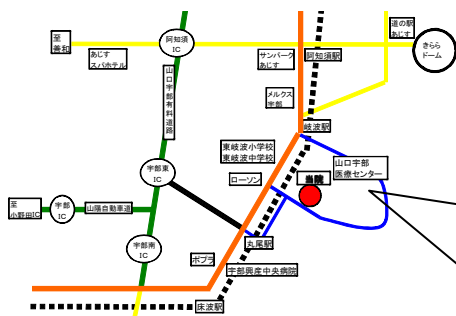 至
善和
あじす
スパホテル
阿知須
IC
サンパーク
あじす
阿知須駅
道の駅
あじす
きらら
ドーム
メルクス
宇部
岐波駅
山口宇部有料道路
東岐波小学校
東岐波中学校
ローソン
当院
山口宇部
医療センター
宇部東
IC
至
小野田IC
宇部
IC
山陽自動車道
宇部南
IC
ポプラ
丸尾駅
宇部興産中央病院
床波駅